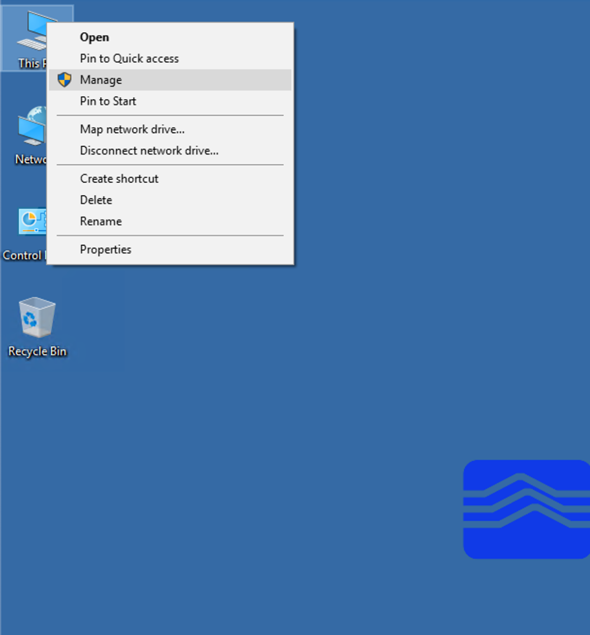 Open
Pin to Quick access
Manage
Pin to Start
Map network drive...
Disconnect network drive...
Create shortcut
Delete
Rename
Properties
This
Control
Recycle Bin